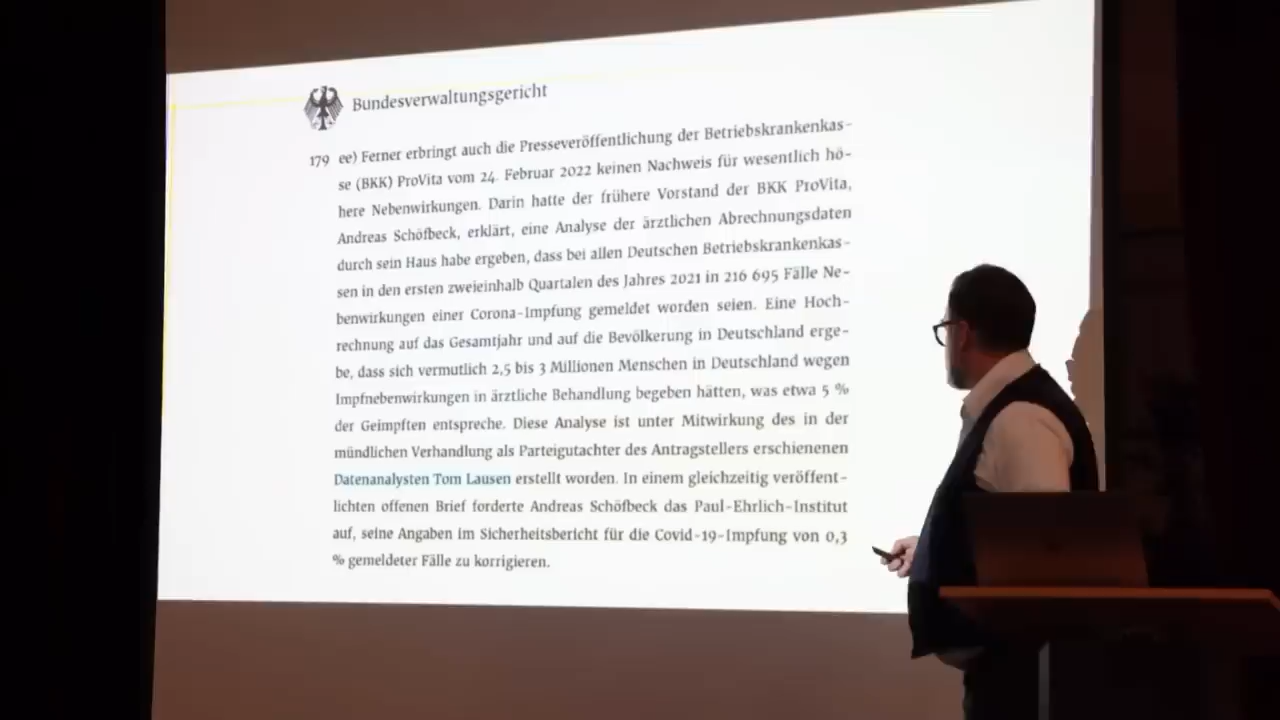 Bundesverwaltungsgericht
179 ee) Ferner erbringt auch die Presseveröffentlichung der Betriebskrankenkas-
se (BKK) ProVita vom 24. Februar 2022 keinen Nachweis für wesentlich hö-
here Nebenwirkungen. Darin hatte der frühere Vorstand der BKK ProVita,
Andreas Schöfbeck, erklärt, eine Analyse der ärztlichen Abrechnungsdaten
durch sein Haus habe ergeben, dass bei allen Deutschen Betriebskrankenkas-
sen in den ersten zweieinhalb Quartalen des Jahres 2021 in 216 695 Fälle Ne-
benwirkungen einer Corona-Impfung gemeldet worden seien. Eine Hoch-
rechnung auf das Gesamtjahr und auf die Bevölkerung in Deutschland erge-
be, dass sich vermutlich 2,5 bis 3 Millionen Menschen in Deutschland wegen
Impfnebenwirkungen in ärztliche Behandlung begeben hätten, was etwa 5 %
der Geimpften entspreche. Diese Analyse ist unter Mitwirkung des in der
mündlichen Verhandlung als Parteigutachter des Antragstellers erschienenen
Datenanalysten Tom Lausen erstellt worden. In einem gleichzeitig veröffent-
lichten offenen Brief forderte Andreas Schöfbeck das Paul-Ehrlich-Institut
auf, seine Angaben im Sicherheitsbericht für die Covid-19-Impfung von 0,3
% gemeldeter Fälle zu korrigieren.